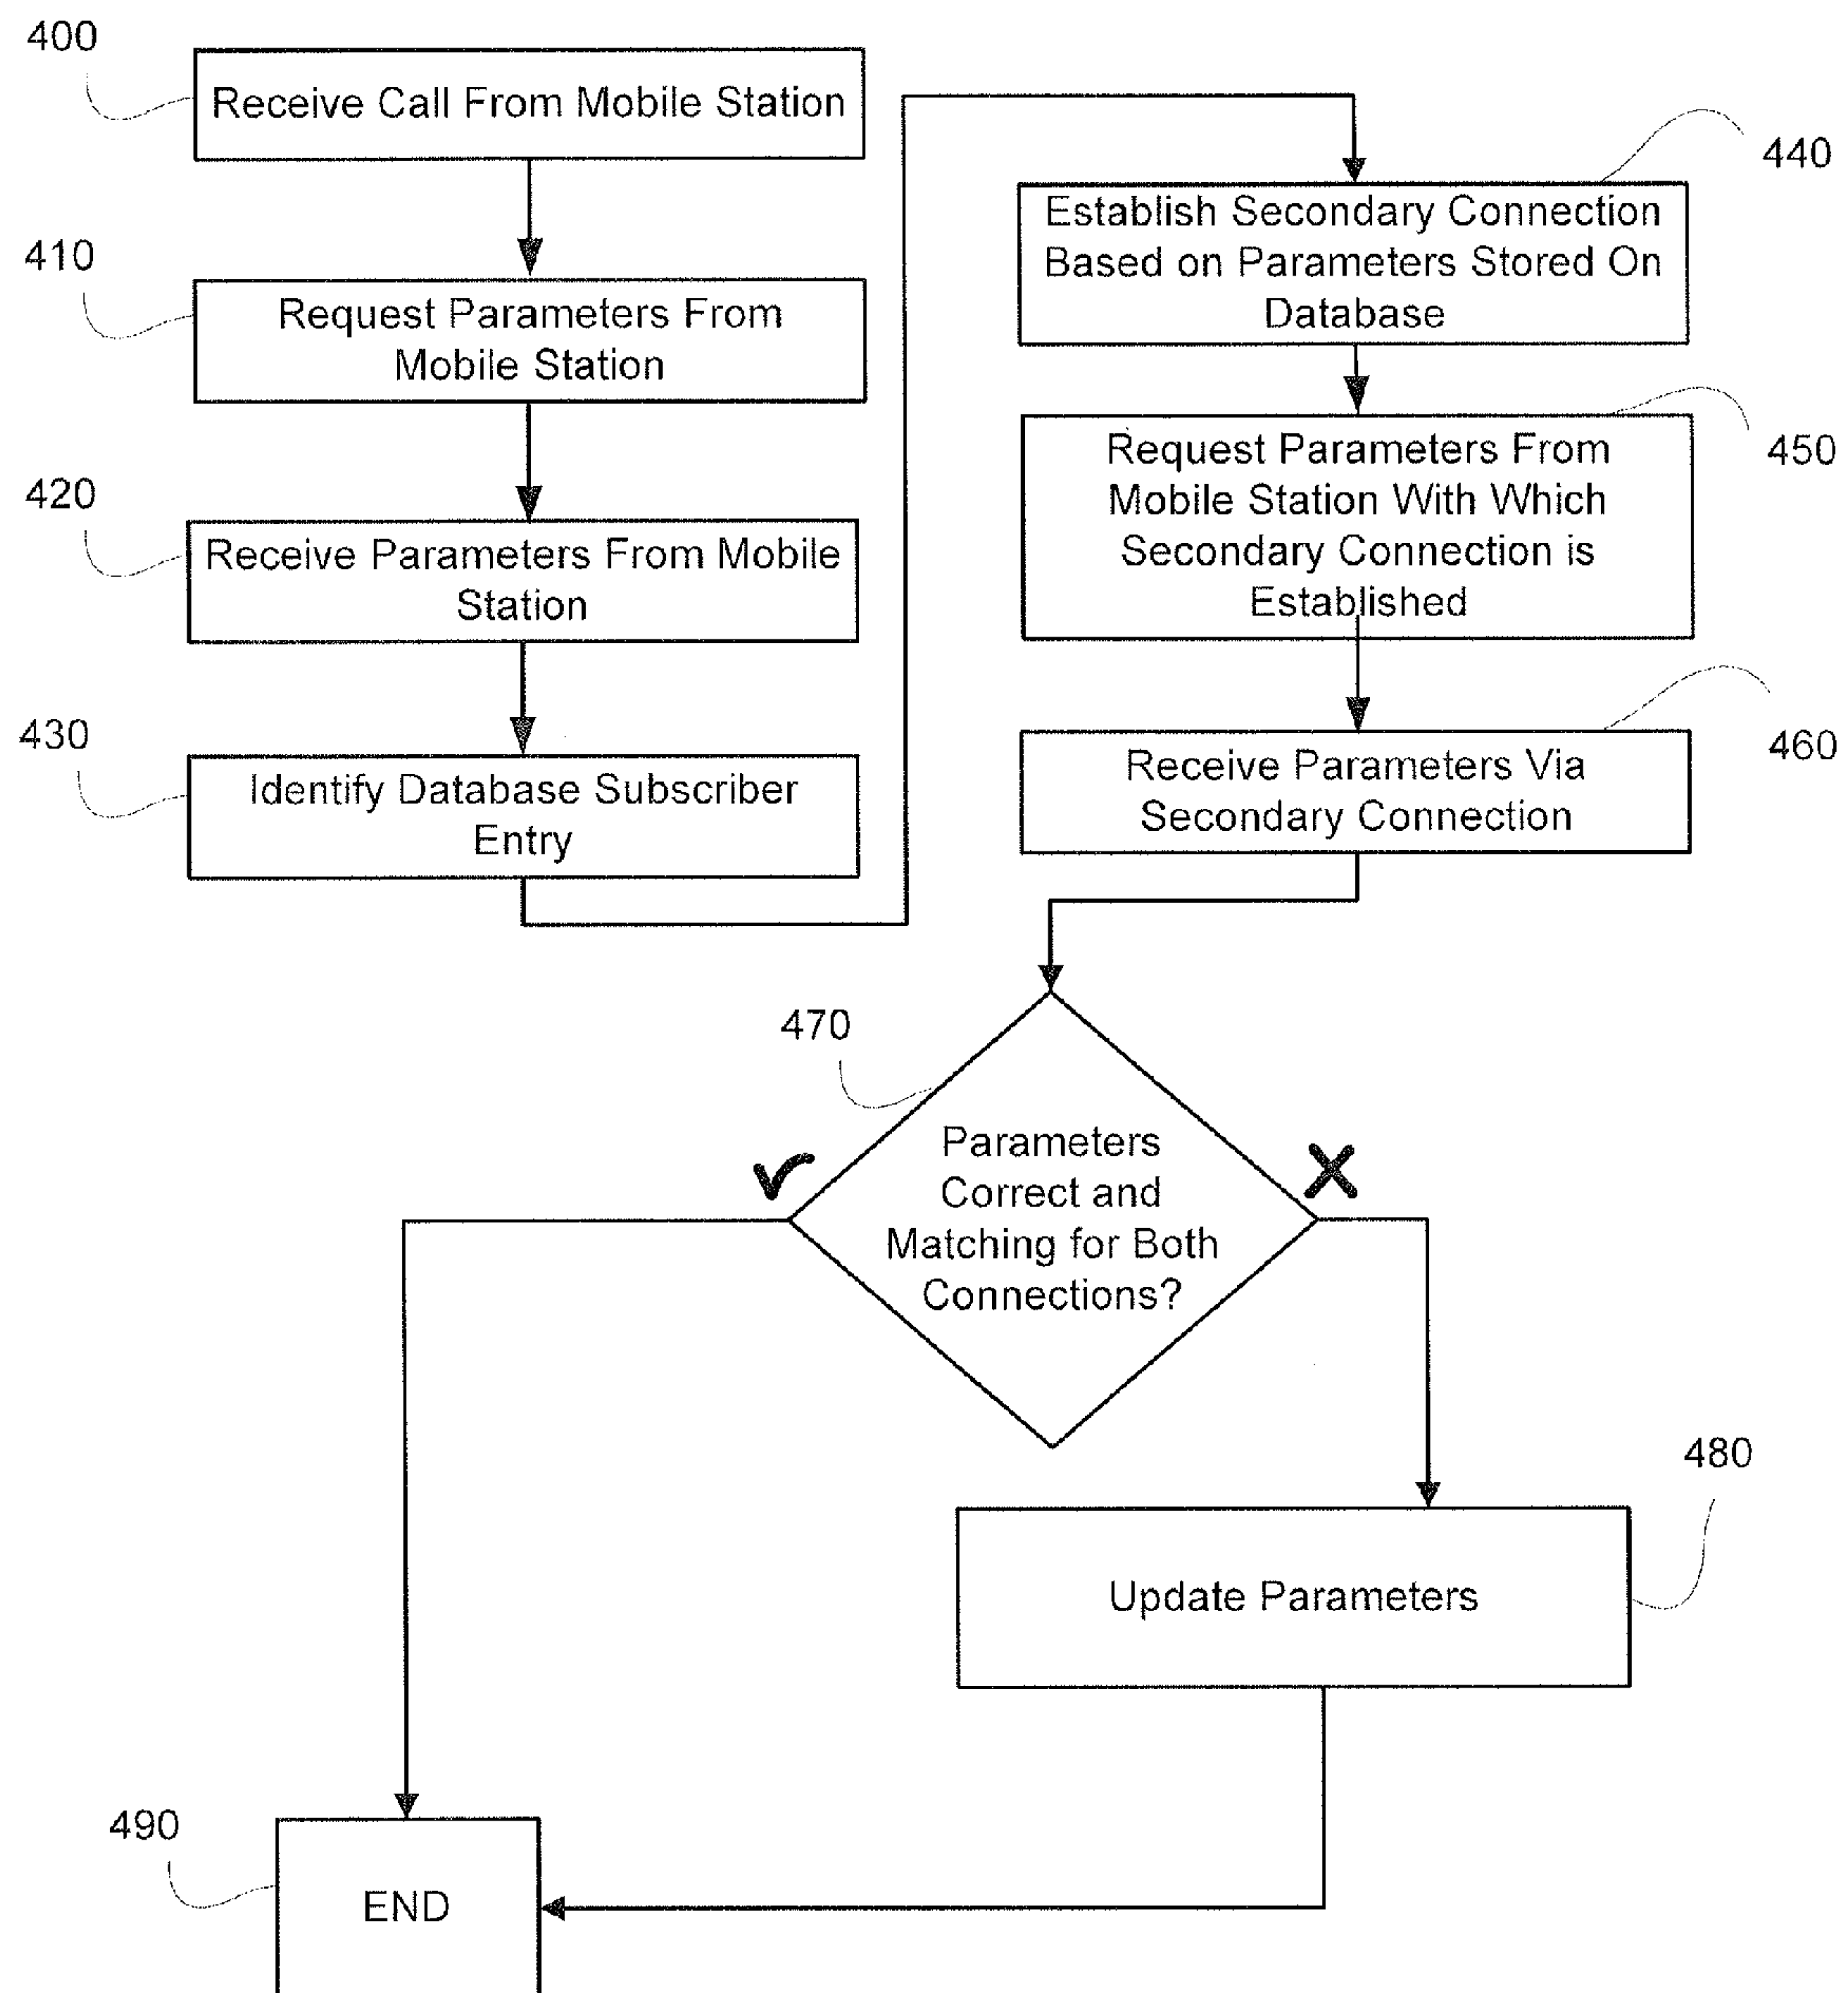 400
Receive Call From Mobile Station
410
Request Parameters From
Mobile Station
420
Receive Parameters From Mobile
Station
430
Identify Database Subscriber
Entry
440
Establish Secondary Connection
Based on Parameters Stored On
Database
450
Request Parameters From
Mobile Station With Which
Secondary Connection is
Established
460
Receive Parameters Via
Secondary Connection
470
Parameters
Correct and
Matching for Both
Connections?
480
Update Parameters
490
END